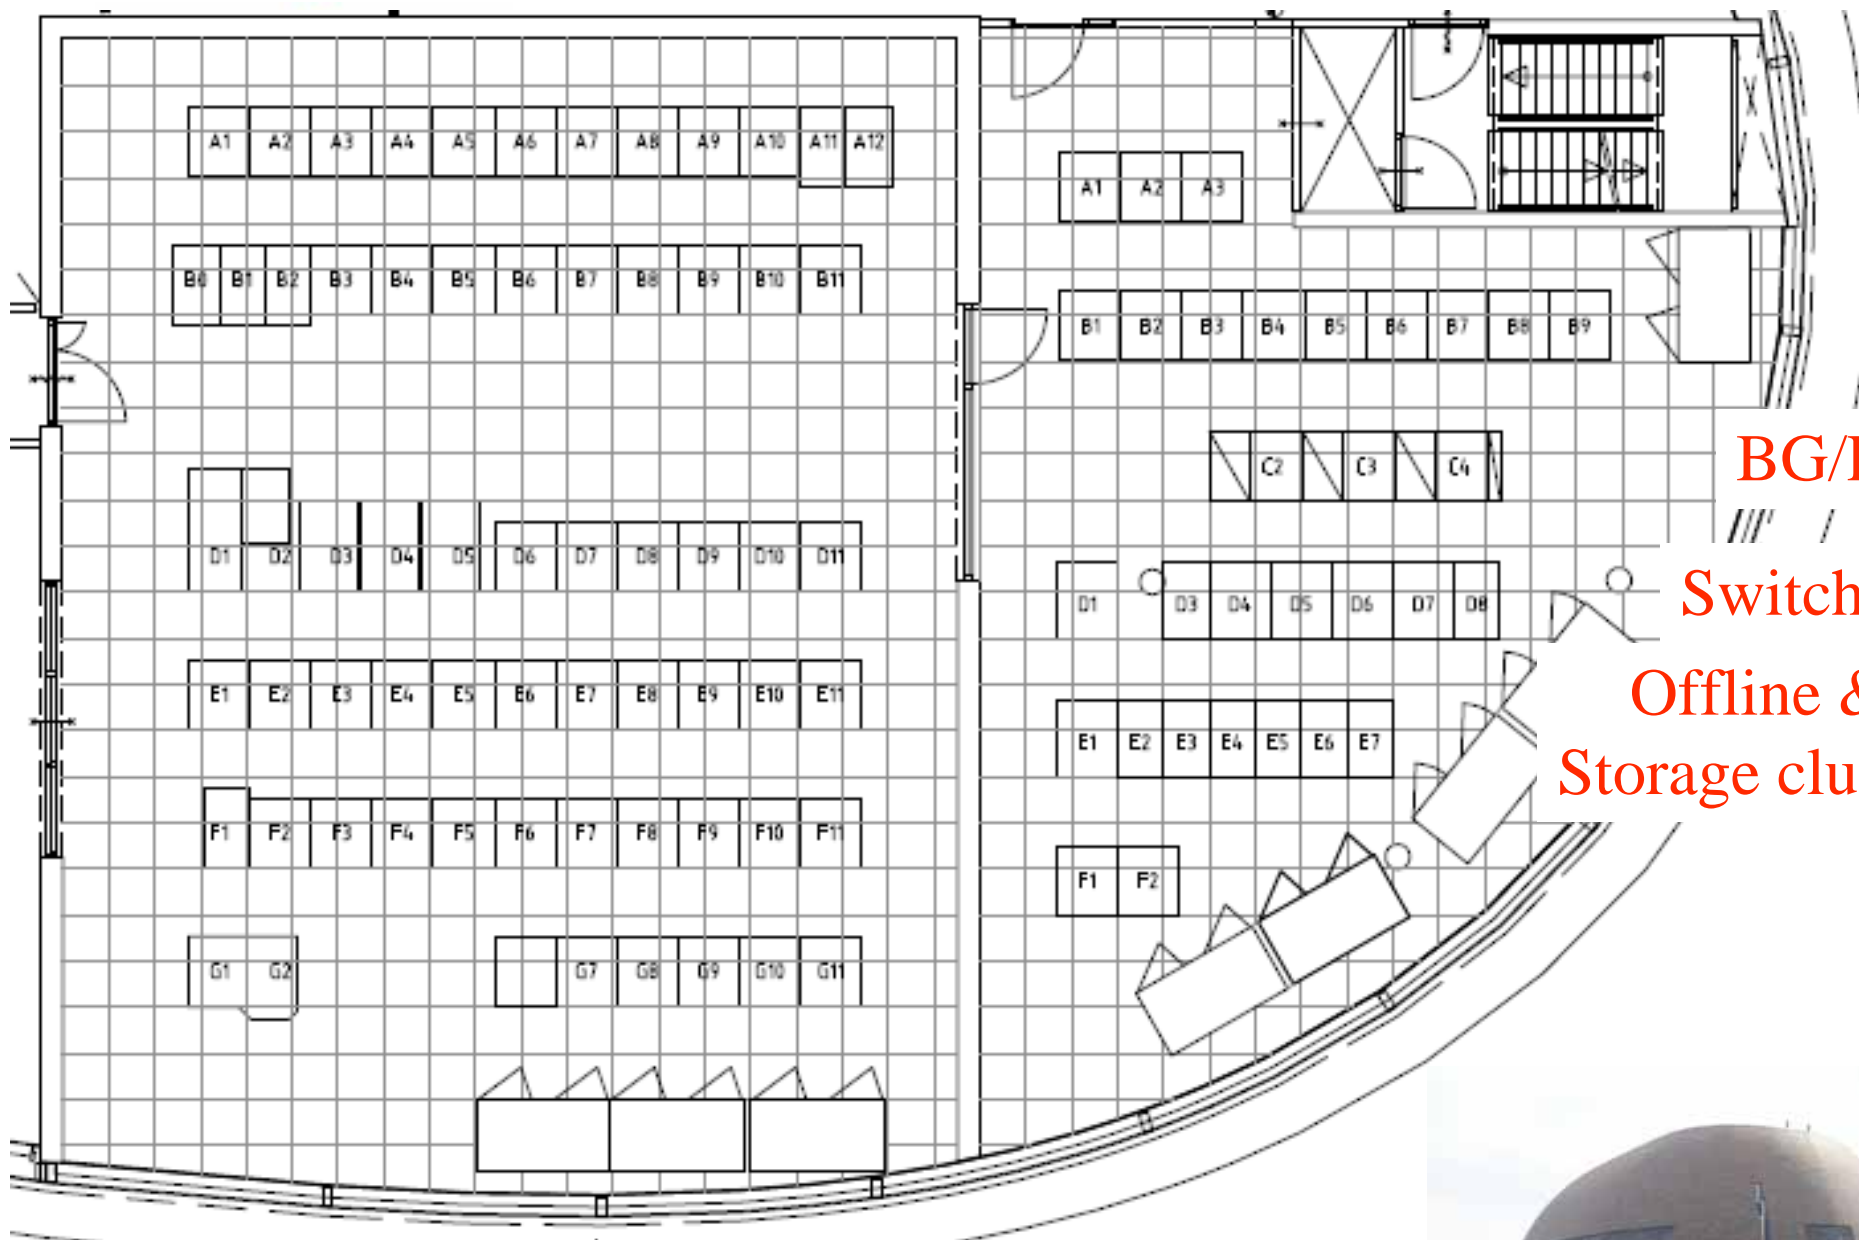 A1 A2 A3 A4 A5 A6 A7 A8 A9 A10 A11 A12
A1 A2 A3
B0 B1 B2 B3 B4 B5 B6 B7 B8 B9 B10 B11
B1 B2 B3 B4 B5 B6 B7 B8 B9
C2 C3 C4
BG/
D1 D2 D3 D4 D5 D6 D7 D8 D9 D10 D11
D1 D3 D4 D5 D6 D7 D8
Switch
E1 E2 E3 E4 E5 E6 E7 E8 E9 E10 E11
E1 E2 E3 E4 E5 E6 E7
Offline &
Storage clu
F1 F2 F3 F4 F5 F6 F7 F8 F9 F10 F11
F1 F2
G1 G2 G7 G8 G9 G10 G11